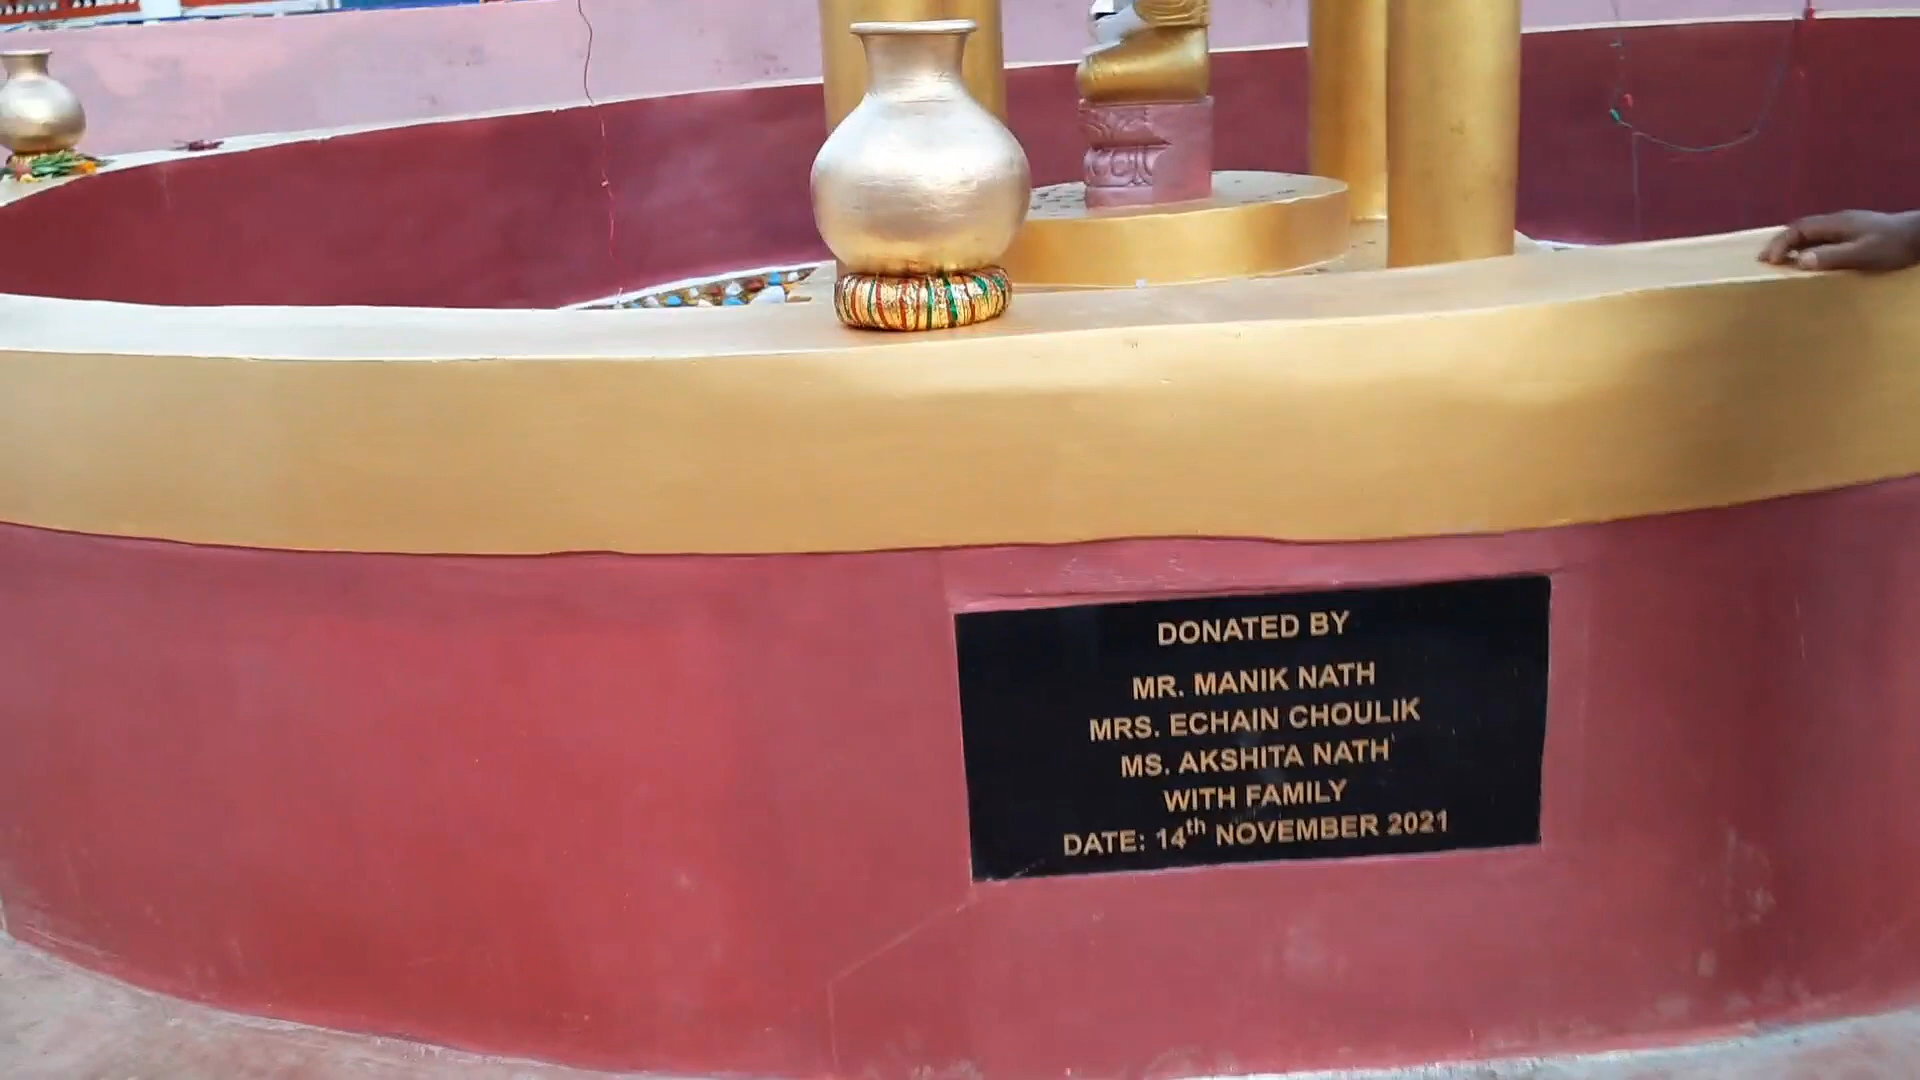 DONATED BY
MR. MANIK NATH
MRS. ECHAIN CHOULIK
MS. AKSHITA NATH
WITH FAMILY
DATE: 14th NOVEMBER 2021